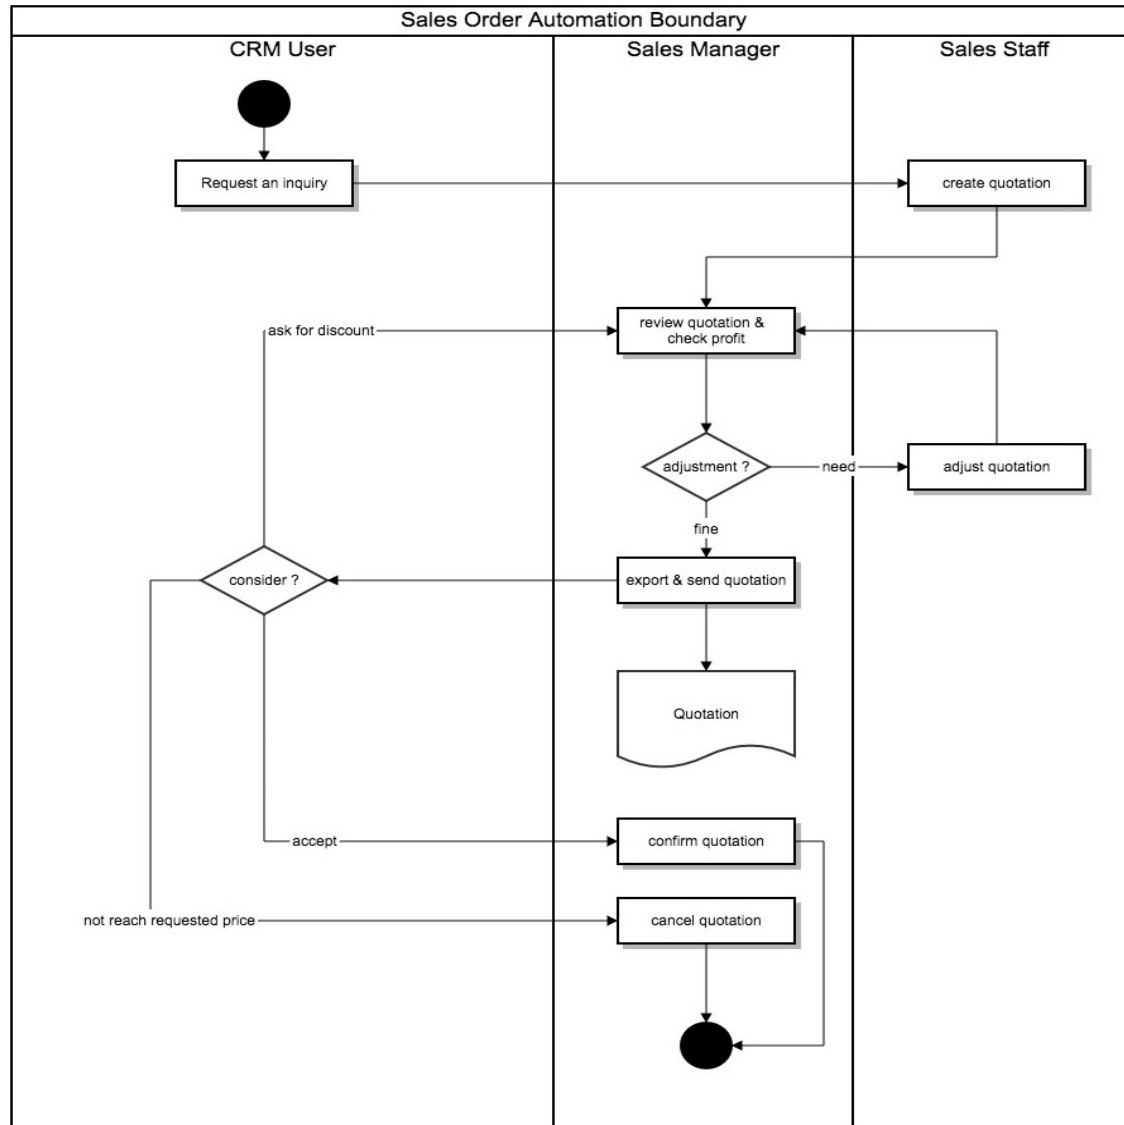 Sales Order Automation Boundary
CRM User
Sales Manager
Sales Staff
Request an inquiry
create quotation
ask for discount
review quotation &
check profit
adjustment ?
need
adjust quotation
fine
consider ?
export & send quotation
Quotation
accept
confirm quotation
not reach requested price
cancel quotation